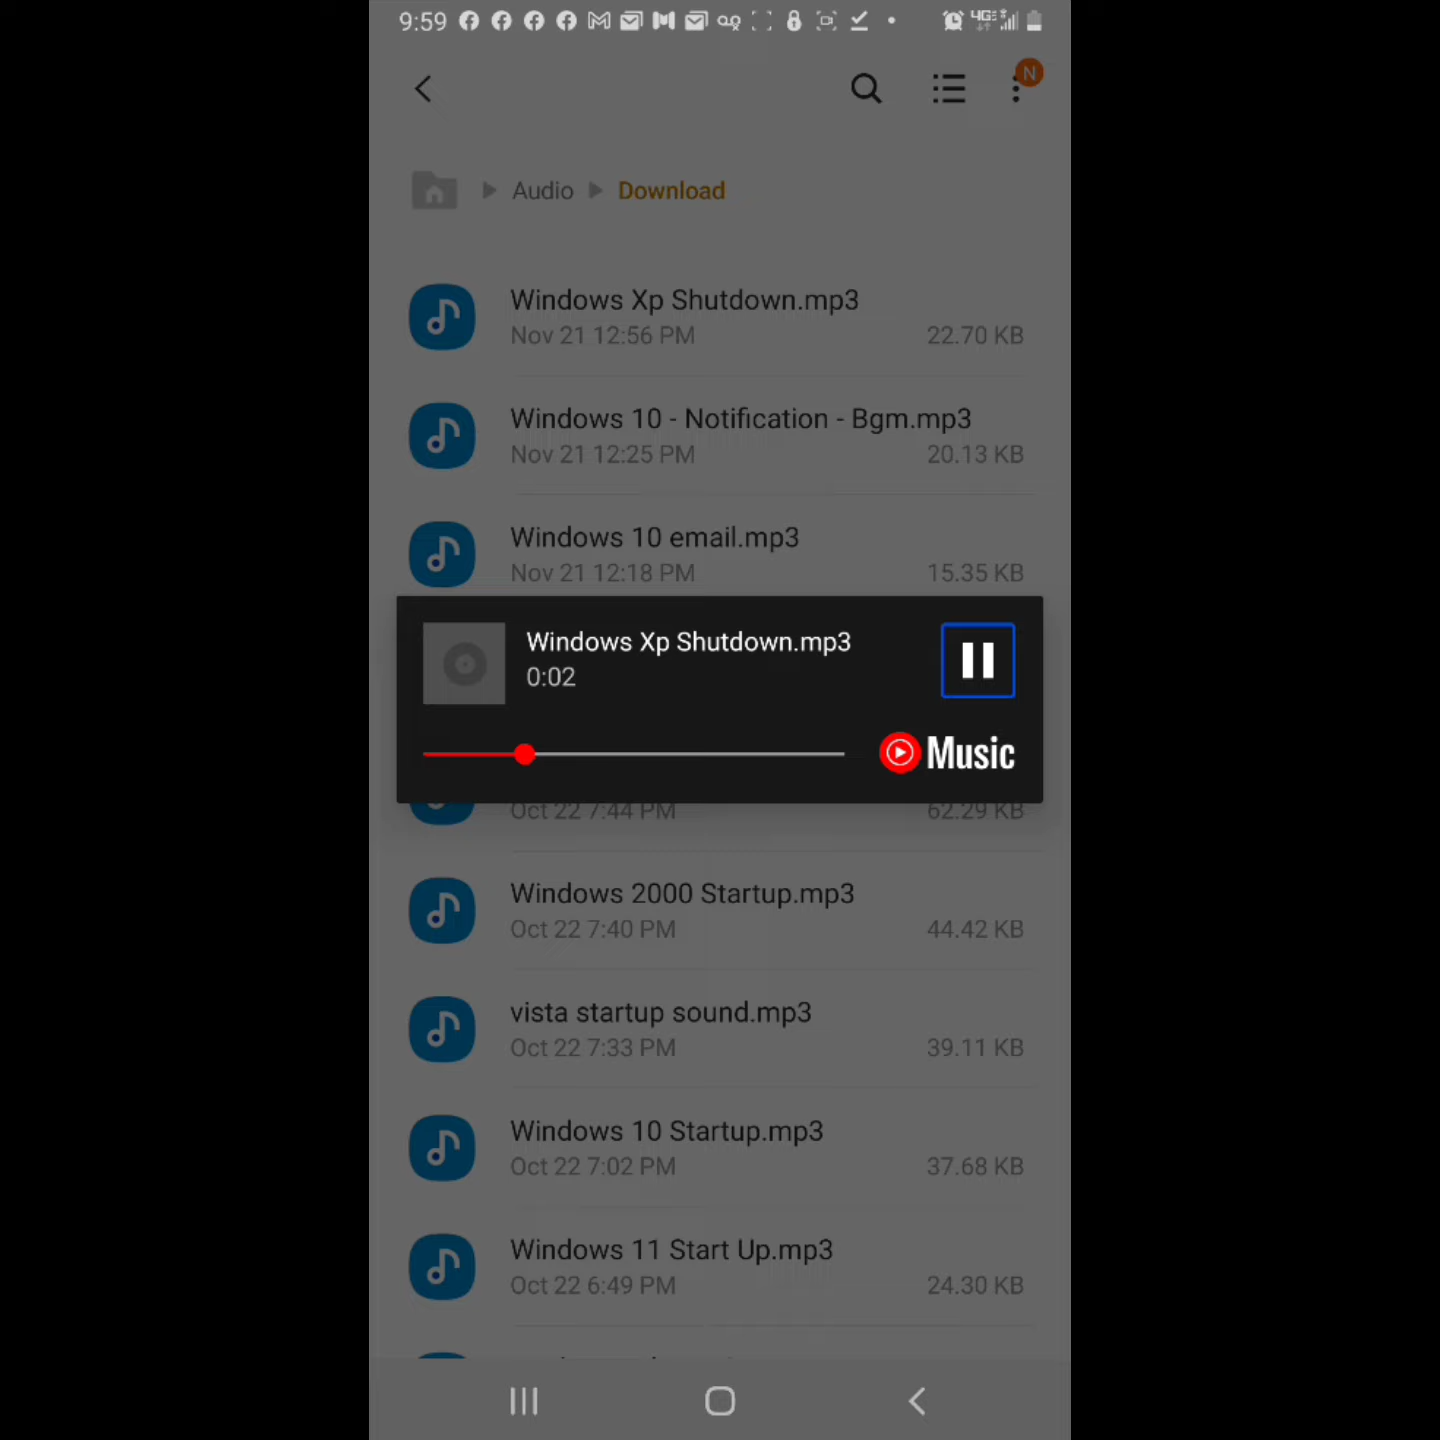 9:59
4GE
N
Audio
Download
Windows Xp Shutdown.mp3
Nov 21 12:56 PM
22.70 KB
Windows 10 - Notification - Bgm.mp3
Nov 21 12:25 PM
20.13 KB
Windows 10 email.mp3
Nov 21 12:18 PM
15.35 KB
Windows Xp Shutdown.mp3
0:02
Music
Oct 22 7:44 PM
62.29 KB
Windows 2000 Startup.mp3
Oct 22 7:40 PM
44.42 KB
vista startup sound.mp3
Oct 22 7:33 PM
39.11 KB
Windows 10 Startup.mp3
Oct 22 7:02 PM
37.68 KB
Windows 11 Start Up.mp3
Oct 22 6:49 PM
24.30 KB